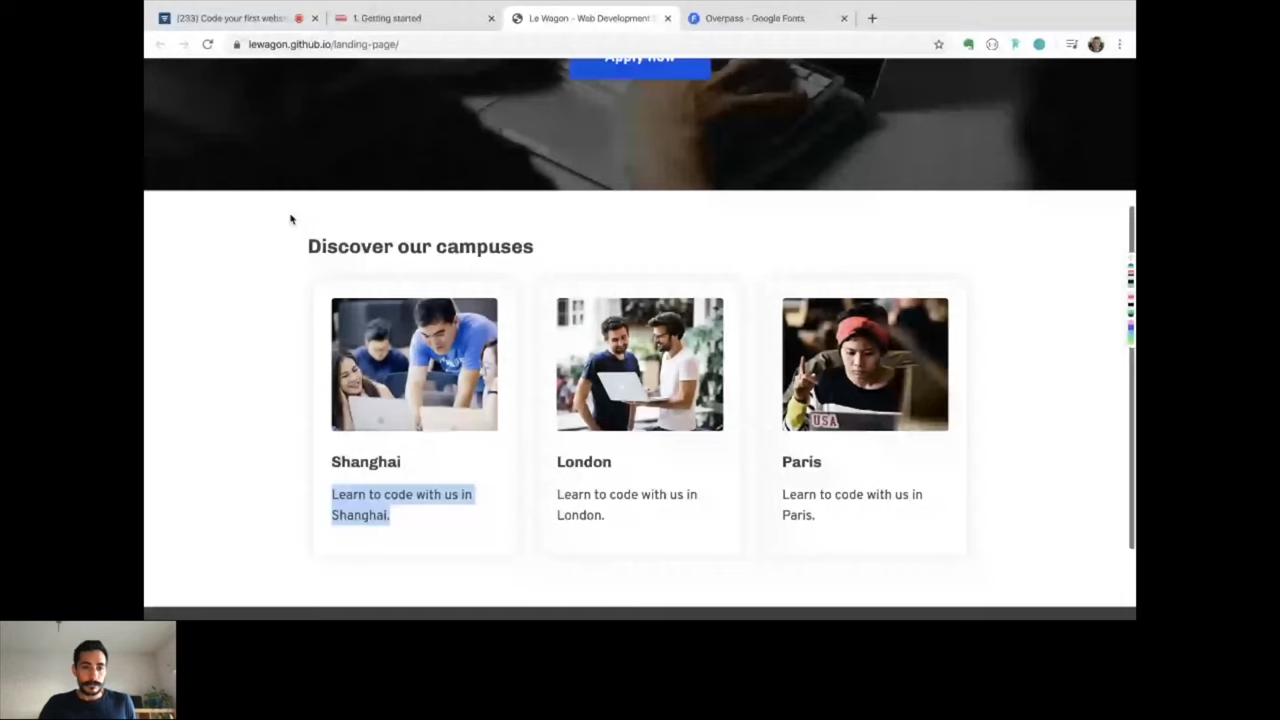 (233) Code your first webs
1. Getting started
Le Wagon – Web Development
Overpass - Google Fonts
lewagon.github.io/landing-page/
Apply now
Discover our campuses
USA
Shanghai
London
Paris
Learn to code with us in
Shanghai.
Learn to code with us in
London.
Learn to code with us in
Paris.